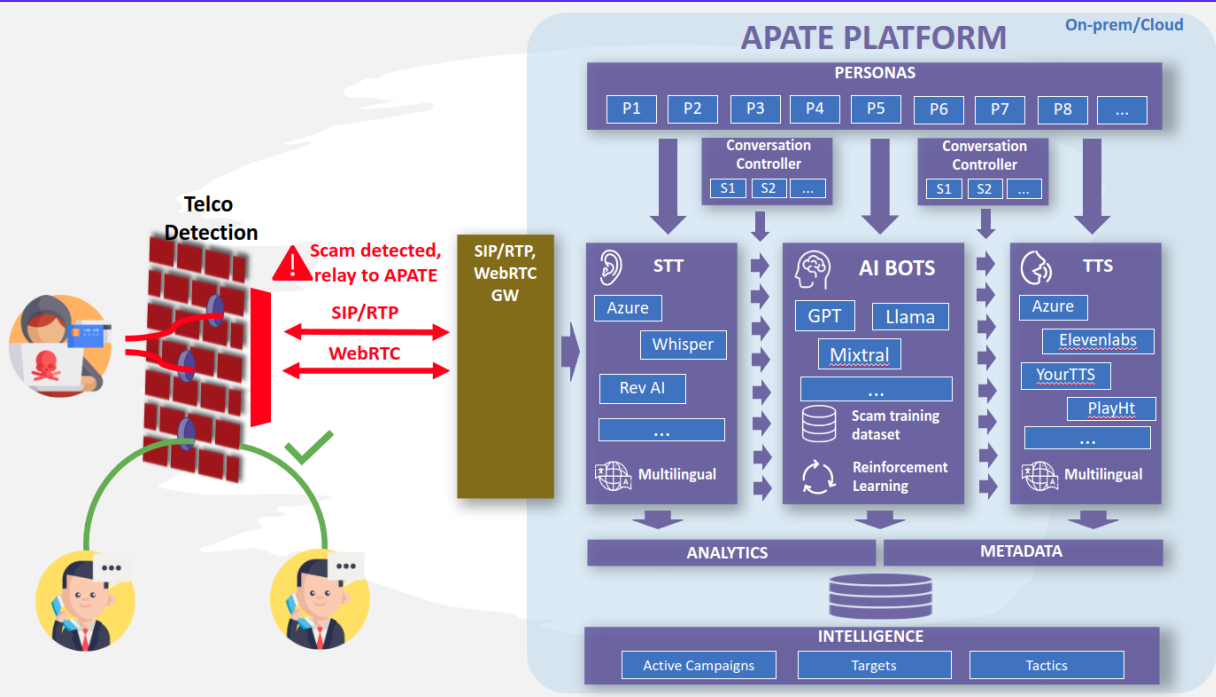 APATE PLATFORM
On-prem/Cloud
PERSONAS
P1
P2
P3
P4
P5
P6
P7
P8
...
Conversation
Controller
S1
S2
...
Conversation
Controller
S1
S2
...
Telco
Detection
Scam detected,
relay to APATE
SIP/RTP
WebRTC
SIP/RTP,
WebRTC
GW
STT
Azure
Whisper
Rev AI
...
Multilingual
AI BOTS
GPT
Llama
Mixtral
...
Scam training
dataset
Reinforcement
Learning
TTS
Azure
Elevenlabs
YourTTS
PlayHt
...
Multilingual
ANALYTICS
METADATA
INTELLIGENCE
Active Campaigns
Targets
Tactics